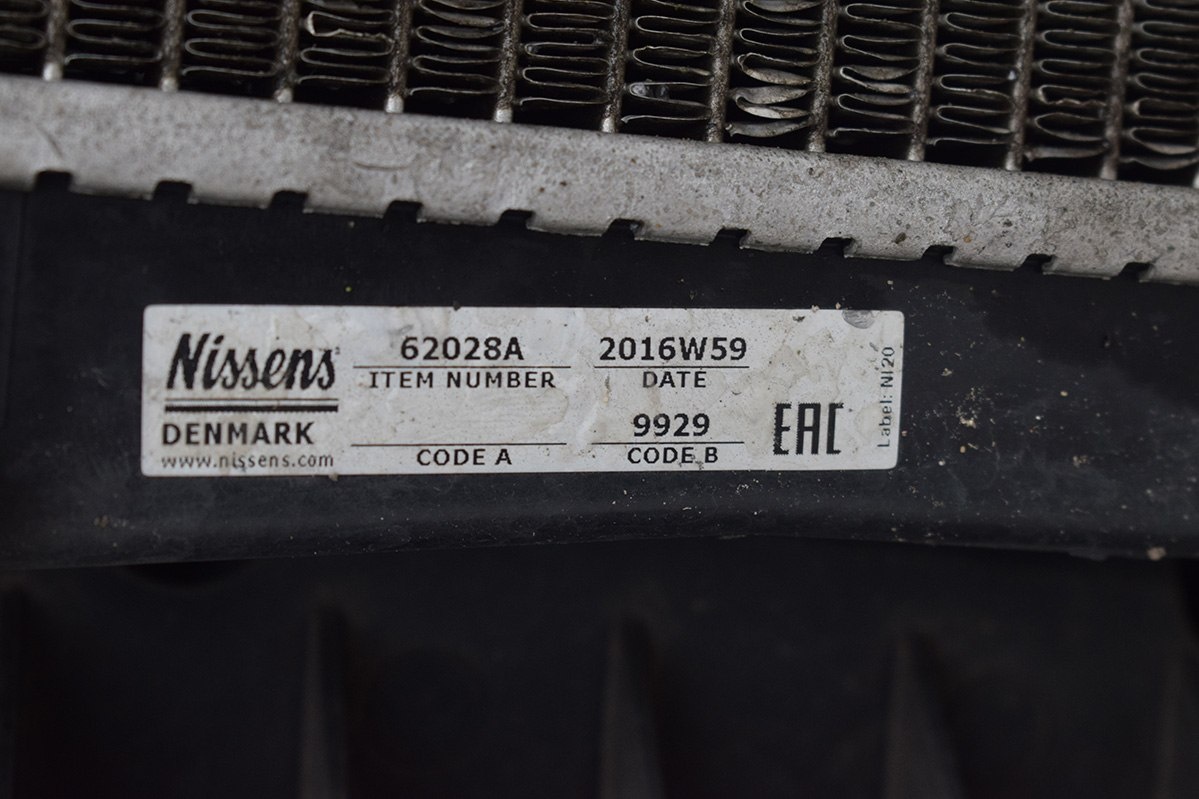 Nissens
DENMARK
www.nissens.com
62028A
ITEM NUMBER
CODE A
2016W59
DATE
9929
CODE B
EAC
Label: NI20